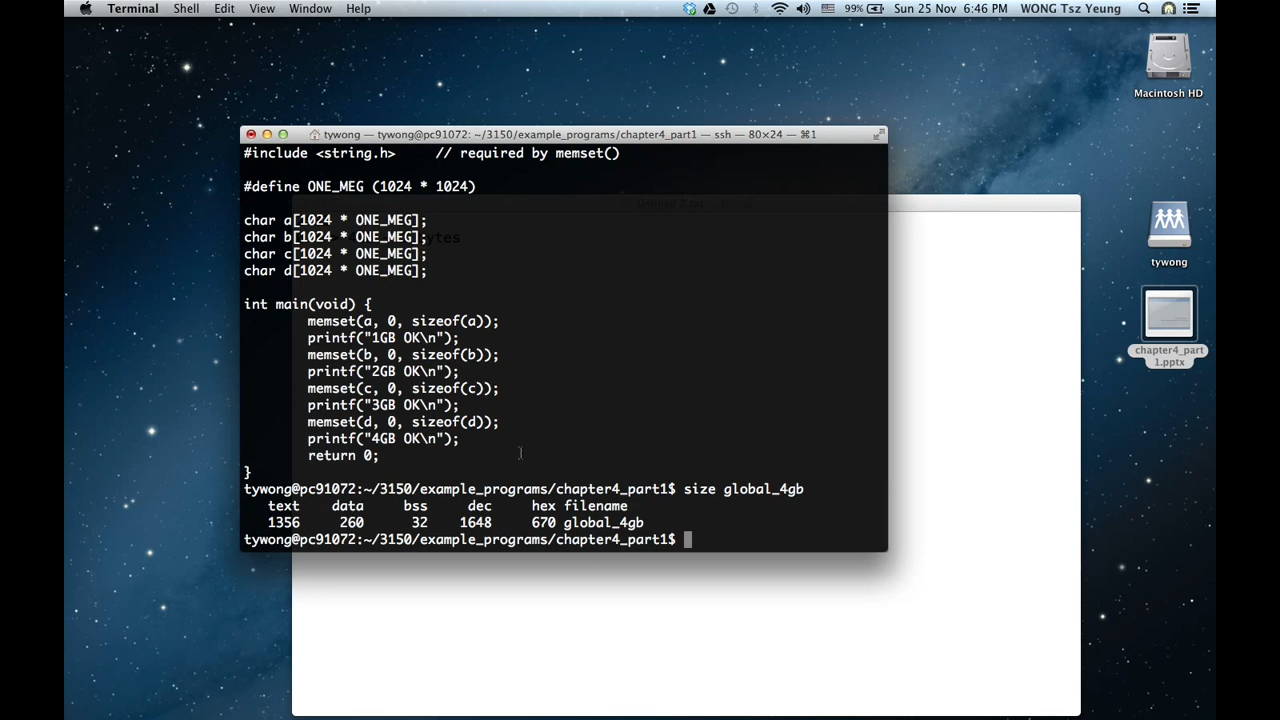 Terminal Shell Edit View Window Help 99% Sun 25 Nov 6:46 PM WONG Tsz Yeung
Macintosh HD
tywong — tywong@pc91072: ~/3150/example_programs/chapter4_part1 — ssh — 80×24 — ⌘1
#include <string.h> // required by memset()
#define ONE_MEG (1024 * 1024)
char a[1024 * ONE_MEG];
char b[1024 * ONE_MEG];
char c[1024 * ONE_MEG];
char d[1024 * ONE_MEG];
tywong
int main(void) {
memset(a, 0, sizeof(a));
printf("1GB OK\n");
memset(b, 0, sizeof(b));
printf("2GB OK\n");
memset(c, 0, sizeof(c));
printf("3GB OK\n");
memset(d, 0, sizeof(d));
printf("4GB OK\n");
return 0;
}
chapter4_part
1.pptx
tywong@pc91072:~/3150/example_programs/chapter4_part1$ size global_4gb
text data bss dec hex filename
1356 260 32 1648 670 global_4gb
tywong@pc91072:~/3150/example_programs/chapter4_part1$